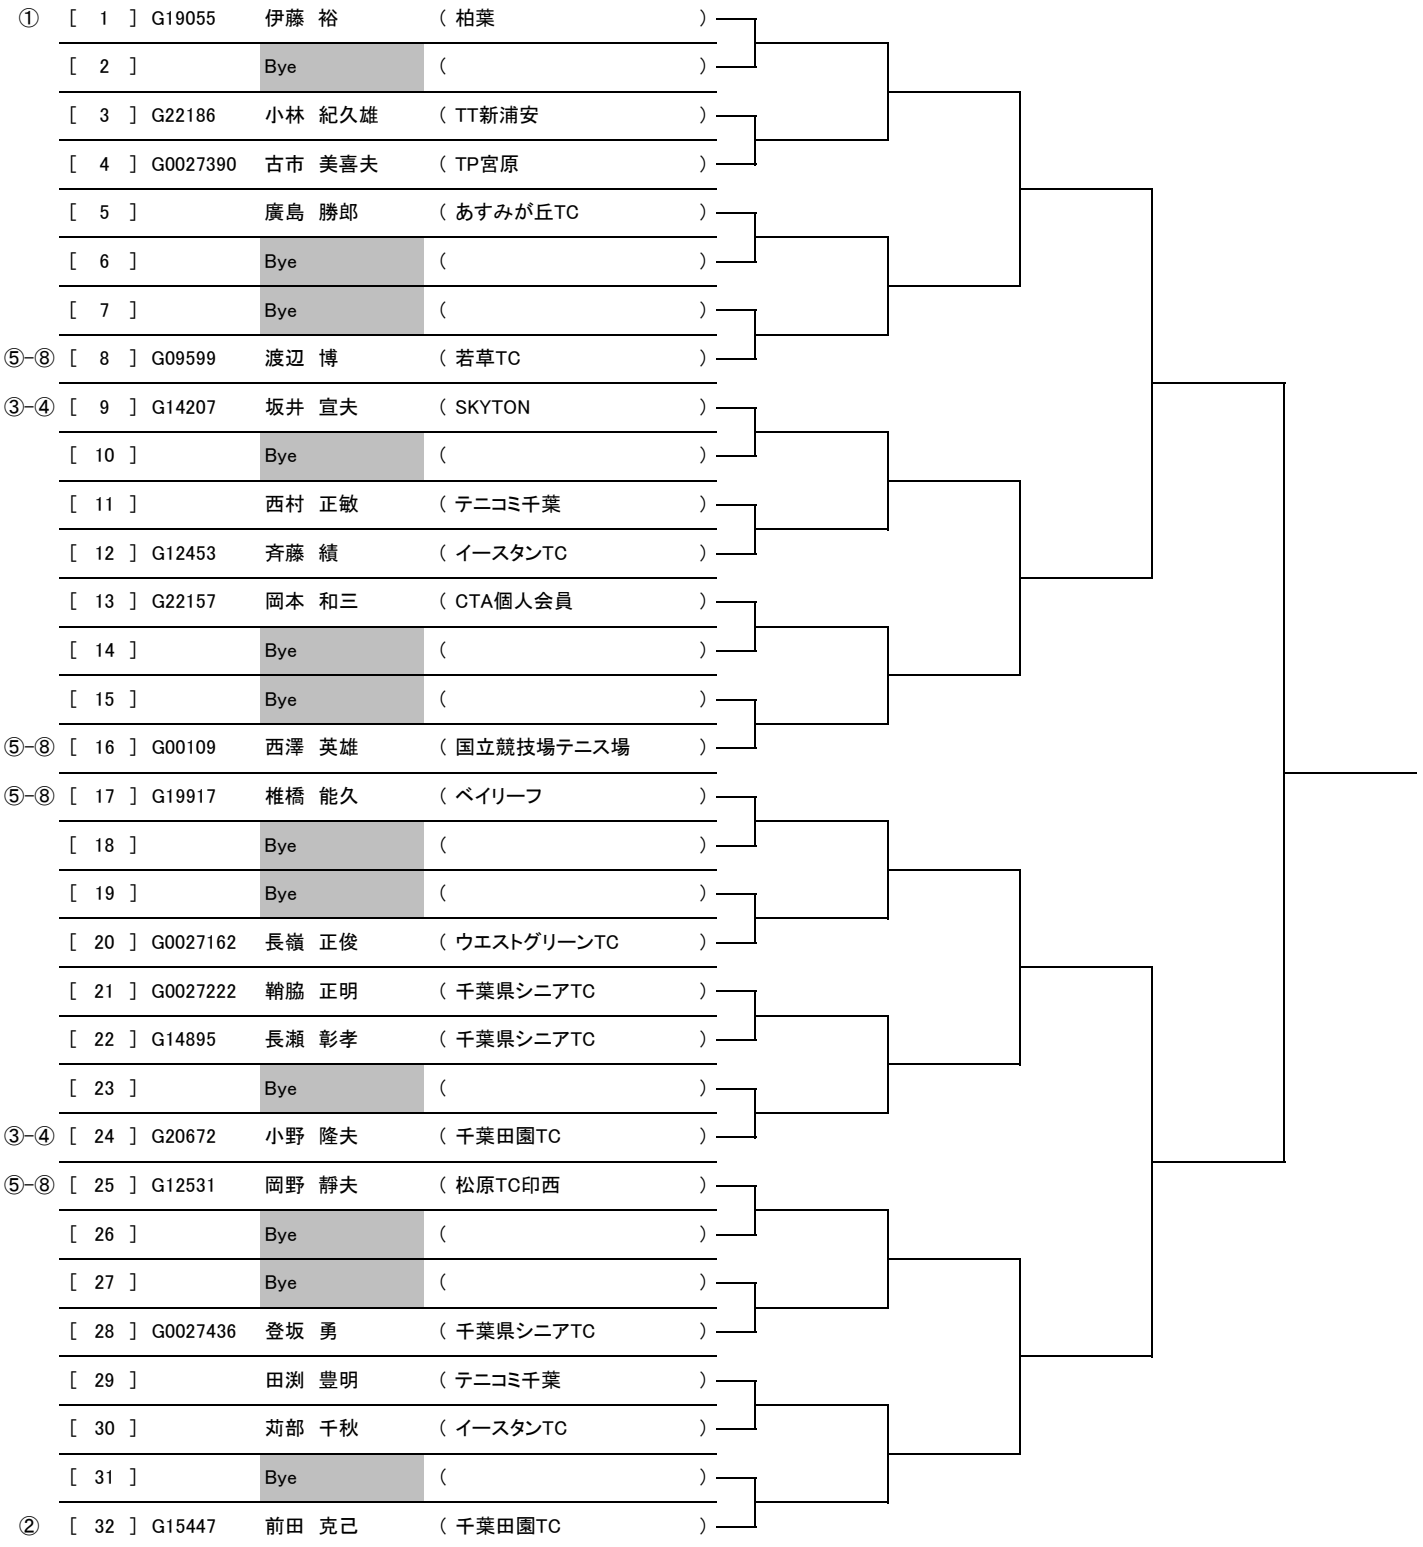 ① [ 1 ] G19055 伊藤 裕 ( 柏葉 )
[ 2 ] Bye ( )
[ 3 ] G22186 小林 紀久雄 ( TT新浦安 )
[ 4 ] G0027390 古市 美喜夫 ( TP宮原 )
[ 5 ] 廣島 勝郎 ( あすみが丘TC )
[ 6 ] Bye ( )
[ 7 ] Bye ( )
⑤-⑧ [ 8 ] G09599 渡辺 博 ( 若草TC )
③-④ [ 9 ] G14207 坂井 宣夫 ( SKYTON )
[ 10 ] Bye ( )
[ 11 ] 西村 正敏 ( テニコミ千葉 )
[ 12 ] G12453 斉藤 績 ( イースタンTC )
[ 13 ] G22157 岡本 和三 ( CTA個人会員 )
[ 14 ] Bye ( )
[ 15 ] Bye ( )
⑤-⑧ [ 16 ] G00109 西澤 英雄 ( 国立競技場テニス場 )
⑤-⑧ [ 17 ] G19917 椎橋 能久 ( ベイリーフ )
[ 18 ] Bye ( )
[ 19 ] Bye ( )
[ 20 ] G0027162 長嶺 正俊 ( ウエストグリーンTC )
[ 21 ] G0027222 鞘脇 正明 ( 千葉県シニアTC )
[ 22 ] G14895 長瀬 彰孝 ( 千葉県シニアTC )
[ 23 ] Bye ( )
③-④ [ 24 ] G20672 小野 隆夫 ( 千葉田園TC )
⑤-⑧ [ 25 ] G12531 岡野 靜夫 ( 松原TC印西 )
[ 26 ] Bye ( )
[ 27 ] Bye ( )
[ 28 ] G0027436 登坂 勇 ( 千葉県シニアTC )
[ 29 ] 田渕 豊明 ( テニコミ千葉 )
[ 30 ] 苅部 千秋 ( イースタンTC )
[ 31 ] Bye ( )
② [ 32 ] G15447 前田 克己 ( 千葉田園TC )